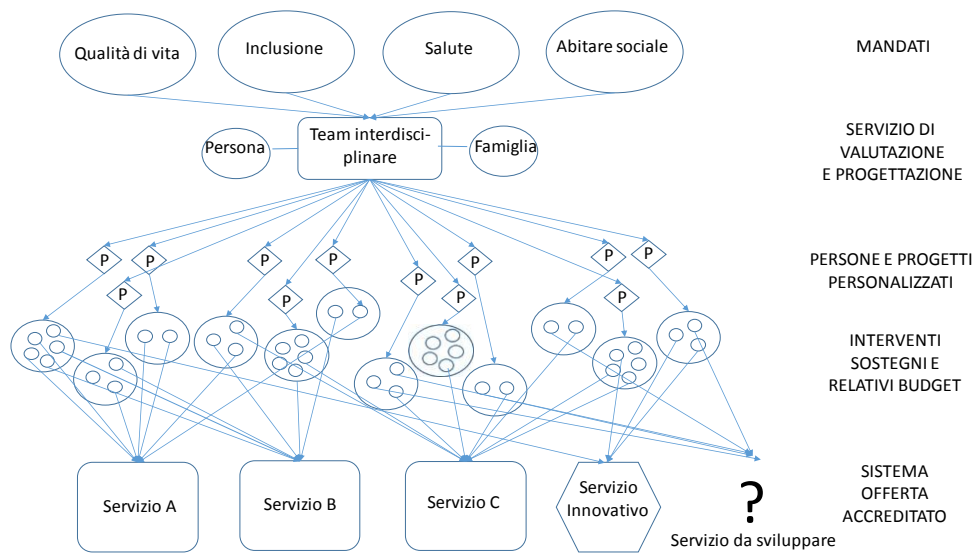 Qualità di vita
Inclusione
Salute
Abitare sociale
MANDATI
Persona
Team interdisci-
plinare
Famiglia
SERVIZIO DI
VALUTAZIONE
E PROGETTAZIONE
P
P
P
P
P
P
P
P
P
P
P
PERSONE E PROGETTI
PERSONALIZZATI
INTERVENTI
SOSTEGNI E
RELATIVI BUDGET
Servizio A
Servizio B
Servizio C
Servizio
Innovativo
?
Servizio da sviluppare
SISTEMA
OFFERTA
ACCREDITATO